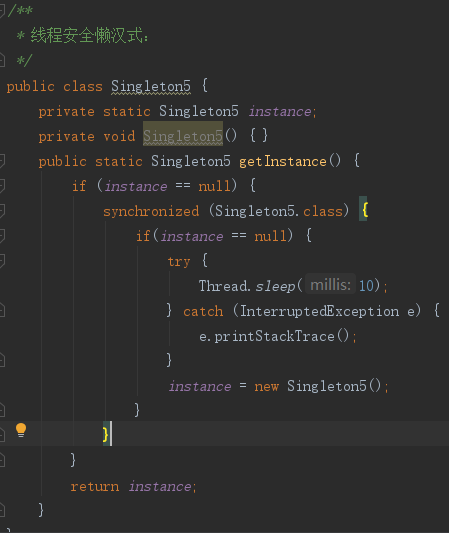 /**
 * 线程安全懒汉式：
 */
public class Singleton5 {
    private static Singleton5 instance;
    private void Singleton5() { }
    public static Singleton5 getInstance() {
        if (instance == null) {
            synchronized (Singleton5.class) {
                if(instance == null) {
                    try {
                        Thread.sleep( millis: 10);
                    } catch (InterruptedException e) {
                        e.printStackTrace();
                    }
                    instance = new Singleton5();
                }
            }
        }
        return instance;
    }
}